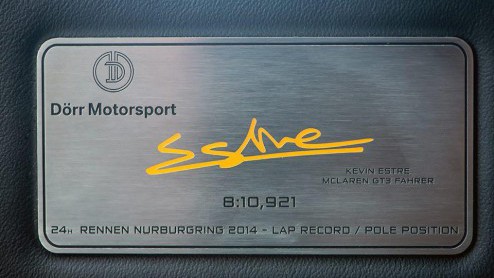 Dörr Motorsport
Estre
KEVIN ESTRE
MCLAREN GT3 FAHRER
8:10,921
24H RENNEN NURBURGRING 2014 - LAP RECORD / POLE POSITION